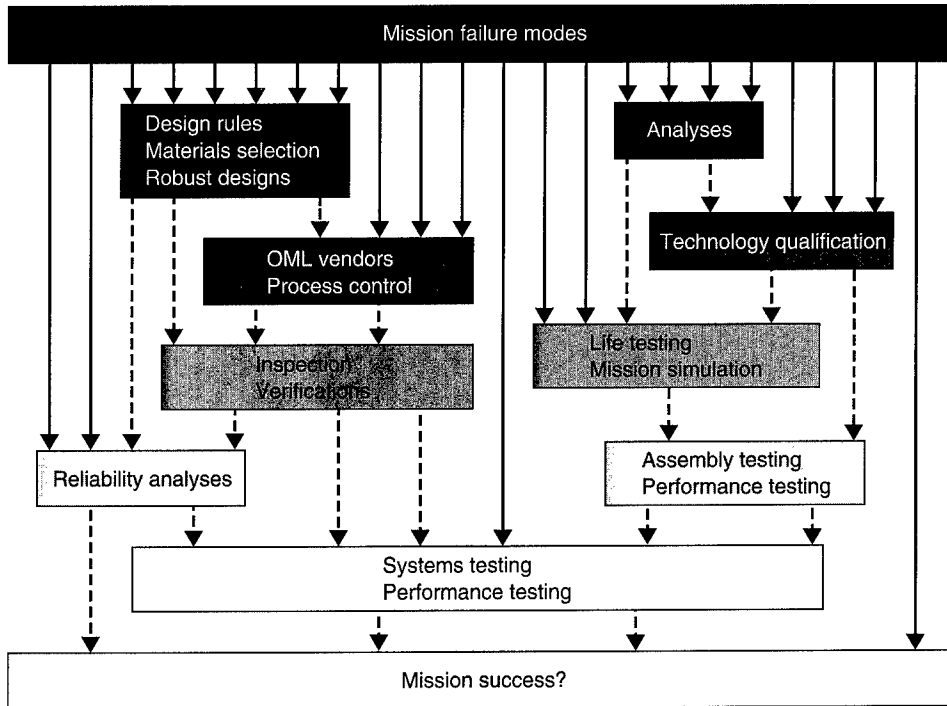 Mission failure modes
Design rules
Materials selection
Robust designs
Analyses
OML vendors
Process control
Technology qualification
Inspection
Verifications
Life testing
Mission simulation
Reliability analyses
Assembly testing
Performance testing
Systems testing
Performance testing
Mission success?